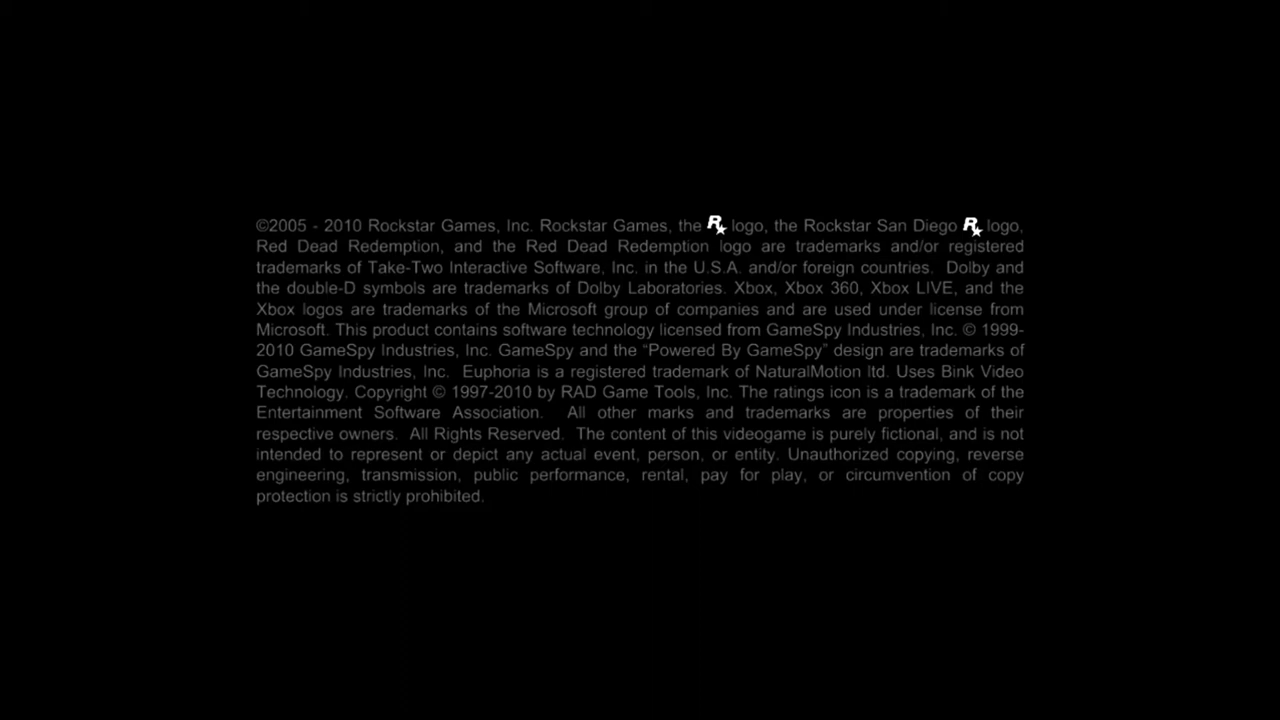 ©2005 - 2010 Rockstar Games, Inc. Rockstar Games, the R logo, the Rockstar San Diego R logo,
Red Dead Redemption, and the Red Dead Redemption logo are trademarks and/or registered
trademarks of Take-Two Interactive Software, Inc. in the U.S.A. and/or foreign countries. Dolby and
the double-D symbols are trademarks of Dolby Laboratories. Xbox, Xbox 360, Xbox LIVE, and the
Xbox logos are trademarks of the Microsoft group of companies and are used under license from
Microsoft. This product contains software technology licensed from GameSpy Industries, Inc. © 1999-
2010 GameSpy Industries, Inc. GameSpy and the “Powered By GameSpy” design are trademarks of
GameSpy Industries, Inc. Euphoria is a registered trademark of NaturalMotion ltd. Uses Bink Video
Technology. Copyright © 1997-2010 by RAD Game Tools, Inc. The ratings icon is a trademark of the
Entertainment Software Association. All other marks and trademarks are properties of their
respective owners. All Rights Reserved. The content of this videogame is purely fictional, and is not
intended to represent or depict any actual event, person, or entity. Unauthorized copying, reverse
engineering, transmission, public performance, rental, pay for play, or circumvention of copy
protection is strictly prohibited.